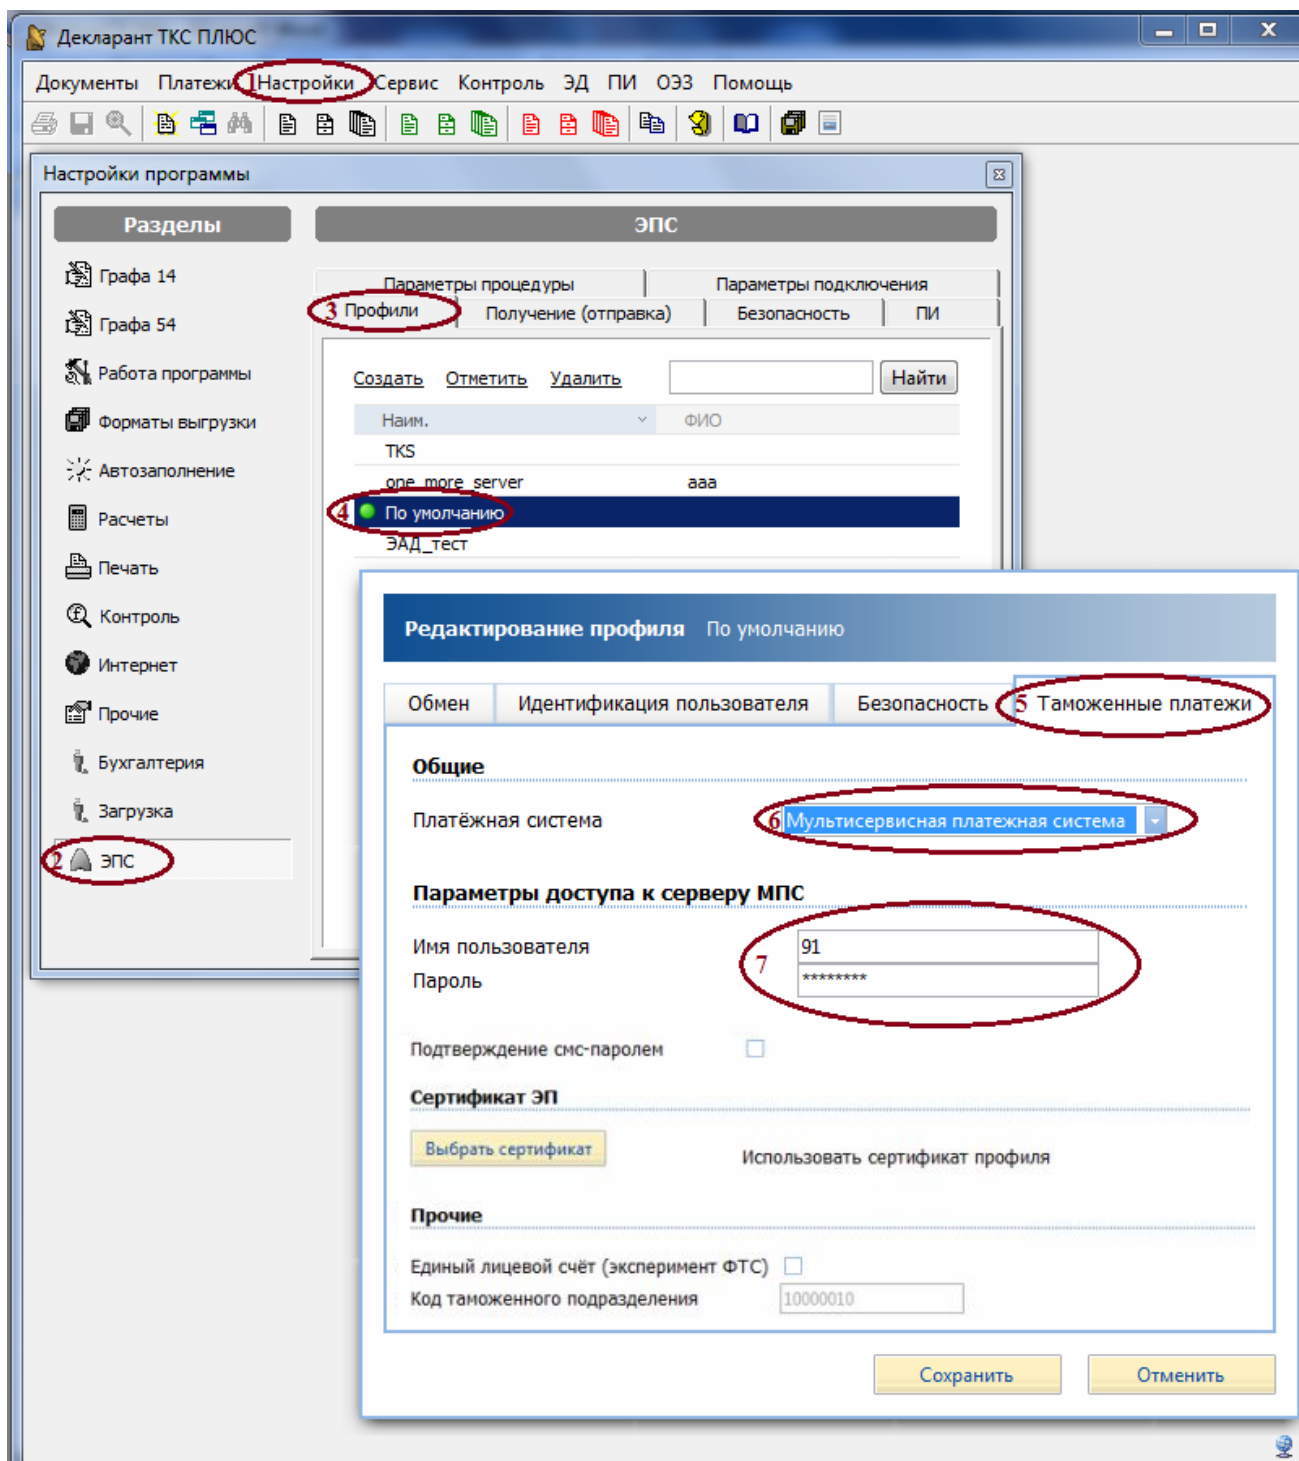 Декларант ТКС ПЛЮС
Документы Платежи 1 Настройки Сервис Контроль ЭД ПИ ОЭЗ Помощь
Настройки программы
Разделы
ЭПС
Графа 14
Графа 54
Работа программы
Форматы выгрузки
Автозаполнение
Расчеты
Печать
Контроль
Интернет
Прочие
Бухгалтерия
Загрузка
2 ЭПС
Параметры процедуры Параметры подключения
3 Профили Получение (отправка) Безопасность ПИ
Создать Отметить Удалить Найти
Наим. ФИО
TKS
one_more_server aaa
4 По умолчанию
ЭАД_тест
Редактирование профиля По умолчанию
Обмен Идентификация пользователя Безопасность 5 Таможенные платежи
Общие
Платёжная система 6 Мультисервисная платежная система
Параметры доступа к серверу МПС
Имя пользователя 91
7
Пароль ********
Подтверждение смс-паролем
Сертификат ЭП
Выбрать сертификат Использовать сертификат профиля
Прочие
Единый лицевой счёт (эксперимент ФТС)
Код таможенного подразделения 10000010
Сохранить Отменить